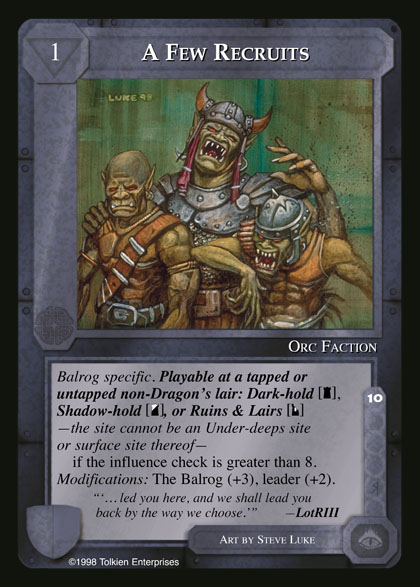 1
A Few Recruits
LUKE 98
Orc Faction
Balrog specific. Playable at a tapped or
untapped non-Dragon's lair: Dark-hold [],
Shadow-hold [], or Ruins & Lairs []
—the site cannot be an Under-deeps site
or surface site thereof—
if the influence check is greater than 8.
Modifications: The Balrog (+3), leader (+2).
“‘… led you here, and we shall lead you
back by the way we choose.’” —LotRIII
10
Art by Steve Luke
©1998 Tolkien Enterprises